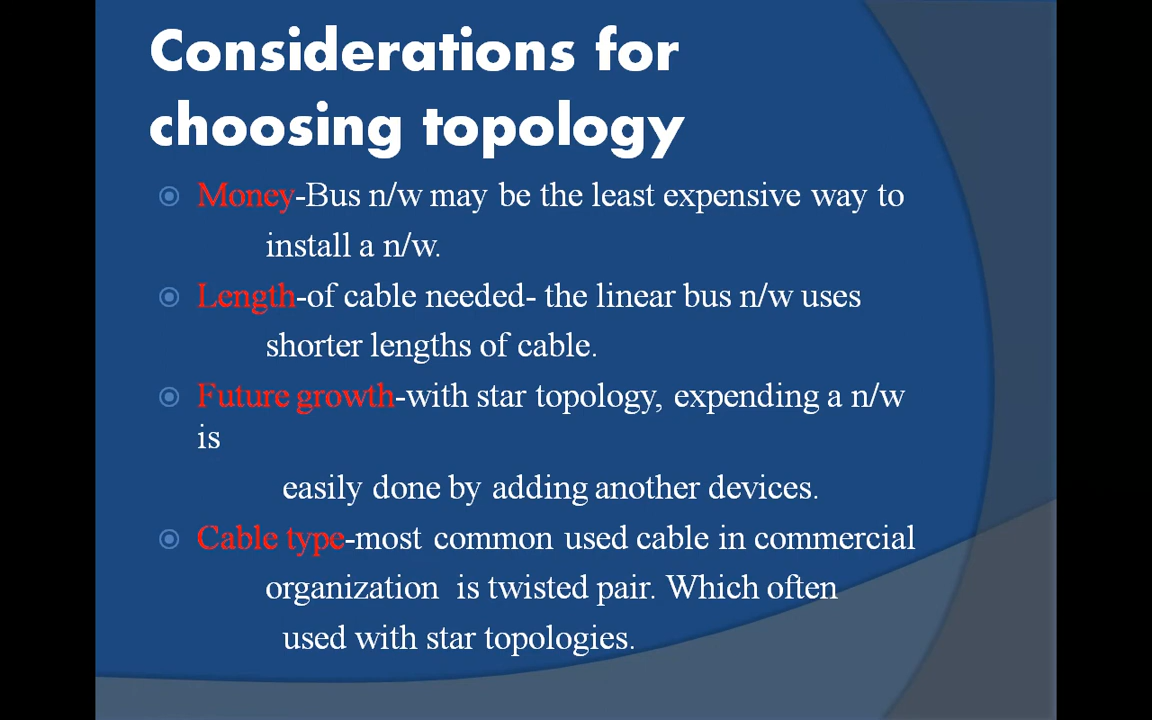 Considerations for
choosing topology
Money-Bus n/w may be the least expensive way to
install a n/w.
Length-of cable needed- the linear bus n/w uses
shorter lengths of cable.
Future growth-with star topology, expending a n/w
is
easily done by adding another devices.
Cable type-most common used cable in commercial
organization is twisted pair. Which often
used with star topologies.